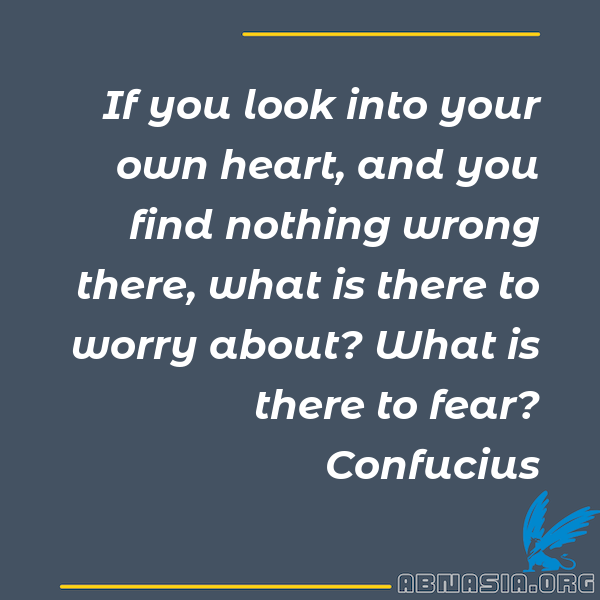 If you look into your
own heart, and you
find nothing wrong
there, what is there to
worry about? What is
there to fear?
Confucius
ABNASIA.ORG